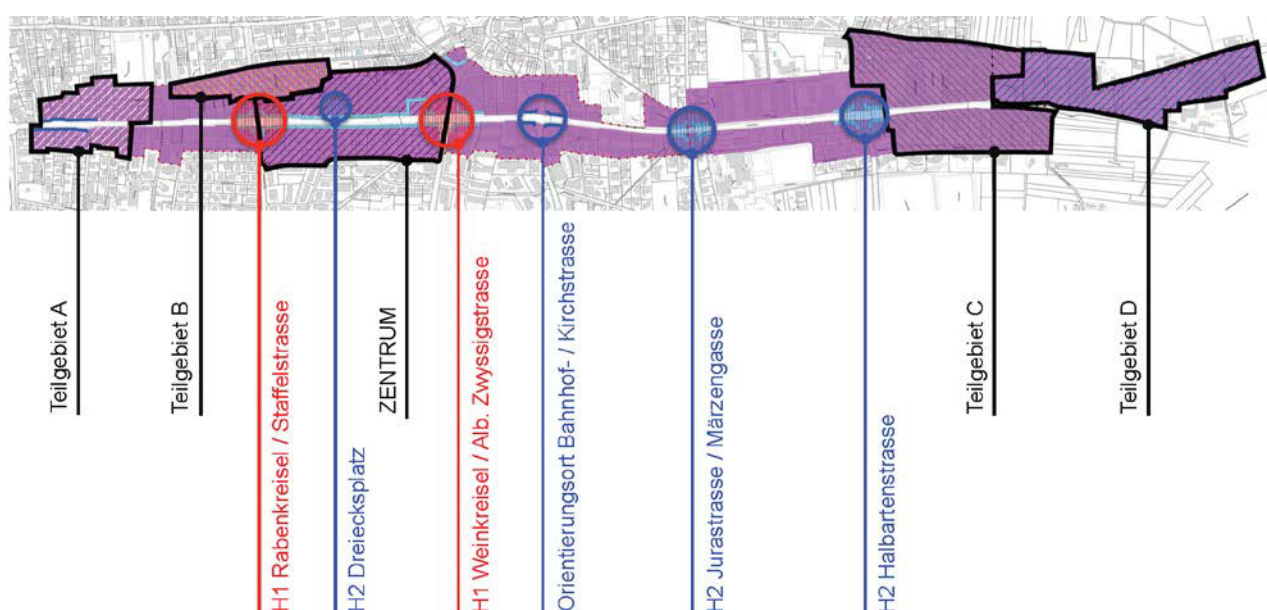 Teilgebiet A
Teilgebiet B
H1 Rabenkreisel / Staffelstrasse
H2 Dreiecksplatz
ZENTRUM
H1 Weinkreisel / Alb. Zwyssigstrasse
Orientierungsort Bahnhof- / Kirchstrasse
H2 Jurastrasse / Märzengasse
H2 Halbartenstrasse
Teilgebiet C
Teilgebiet D